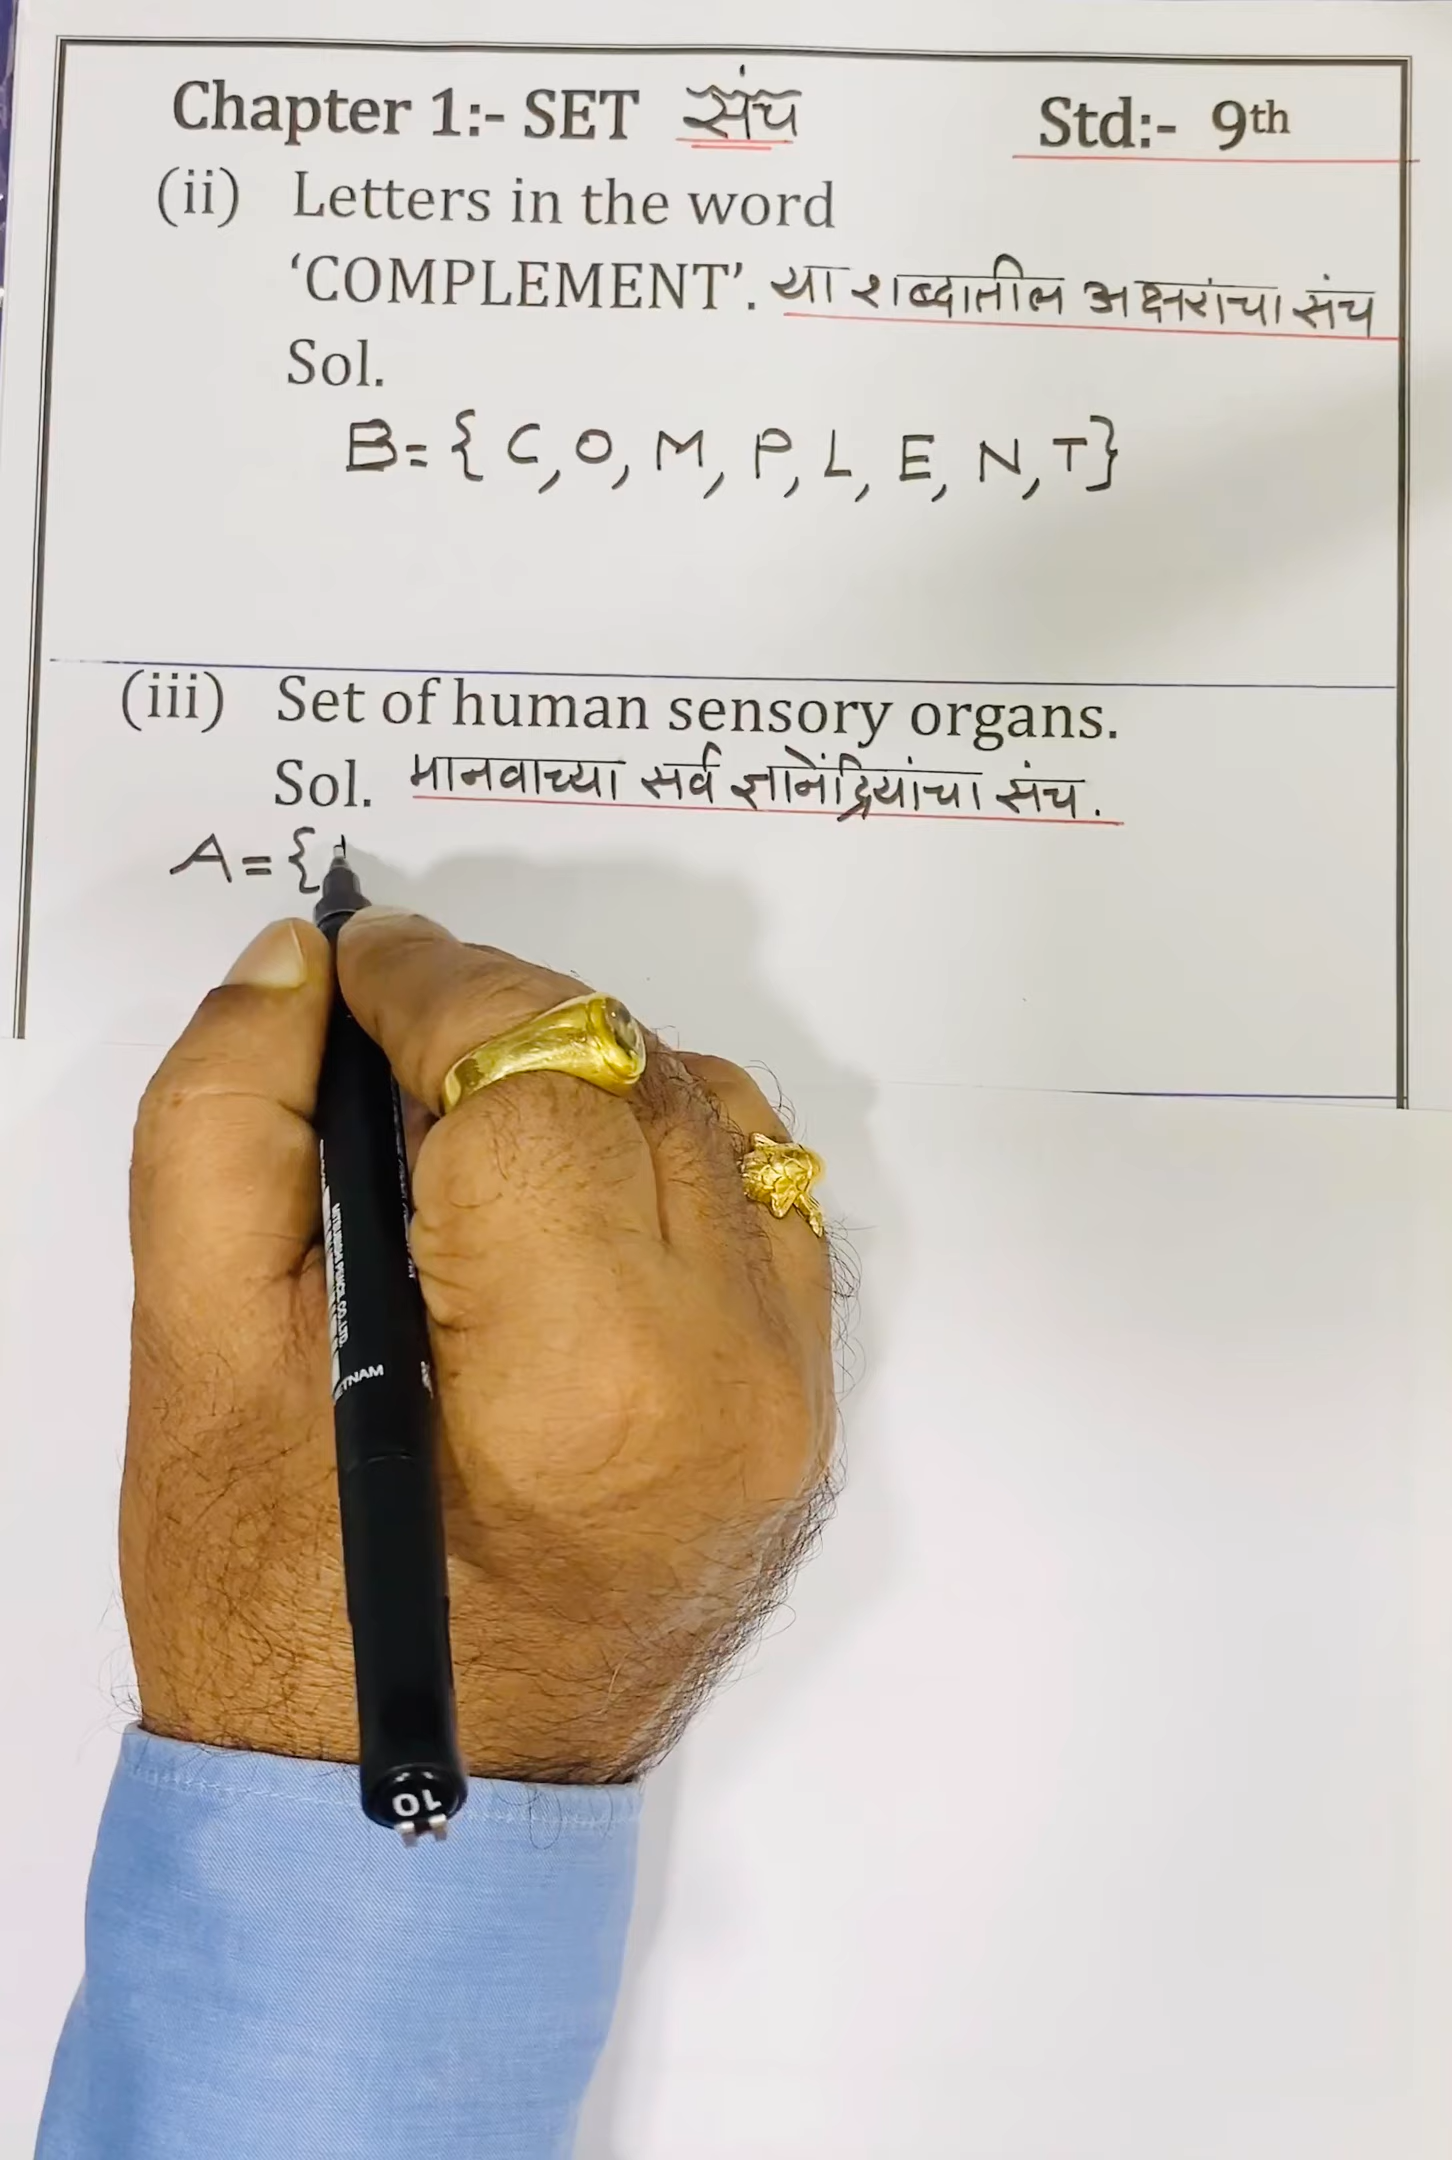 Chapter 1:- SET संच Std:- 9th
(ii) Letters in the word
‘COMPLEMENT’. या शब्दातील अक्षरांचा संच
Sol.
B= { C, O, M, P, L, E, N, T}
(iii) Set of human sensory organs.
Sol. मानवाच्या सर्व ज्ञानेंद्रियांचा संच.
A= {
10